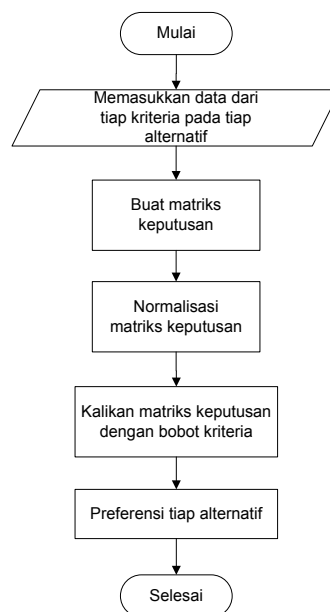 Mulai
Memasukkan data dari
tiap kriteria pada tiap
alternatif
Buat matriks
keputusan
Normalisasi
matriks keputusan
Kalikan matriks keputusan
dengan bobot kriteria
Preferensi tiap alternatif
Selesai